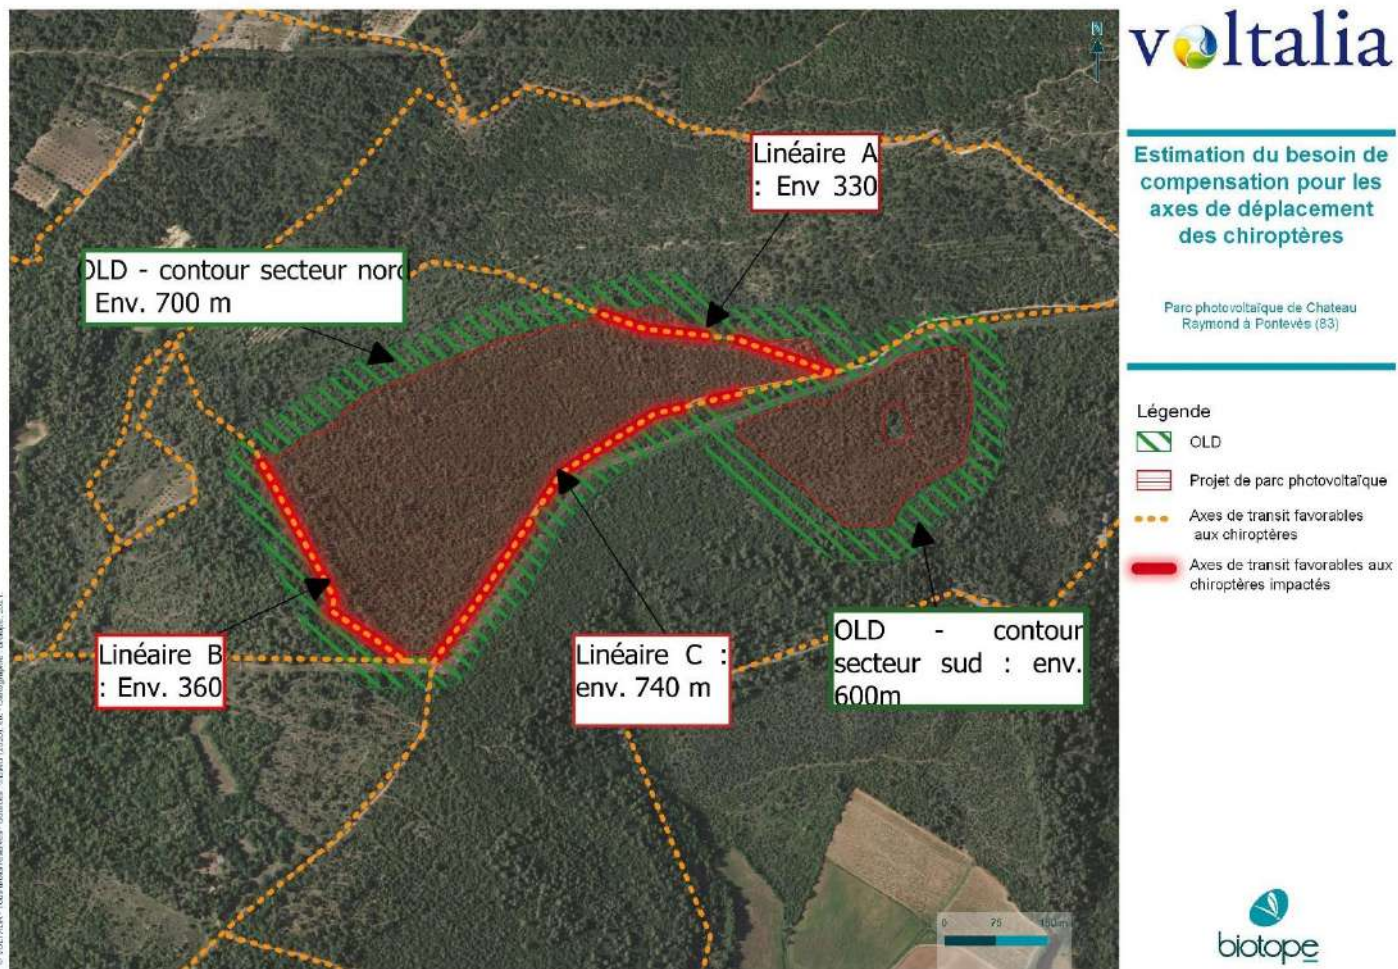 voltalia
Estimation du besoin de
compensation pour les
axes de déplacement
des chiroptères
Parc photovoltaïque de Chateau
Raymond à Pontevès (83)
Légende
OLD
Projet de parc photovoltaïque
Axes de transit favorables
aux chiroptères
Axes de transit favorables aux
chiroptères impactés
N
Linéaire A
: Env 330
OLD - contour secteur nord
Env. 700 m
Linéaire B
: Env. 360
Linéaire C :
env. 740 m
OLD - contour
secteur sud : env.
600m
0 75 150 m
biotope